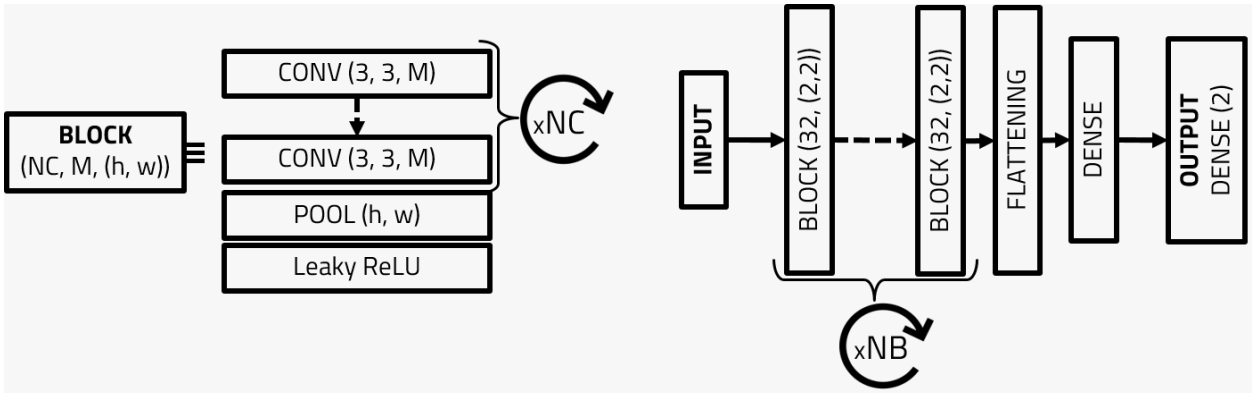 BLOCK
(NC, M, (h, w))
CONV (3, 3, M)
CONV (3, 3, M)
POOL (h, w)
Leaky ReLU
xNC
INPUT
BLOCK (32, (2,2))
BLOCK (32, (2,2))
xNB
FLATTENING
DENSE
OUTPUT
DENSE (2)